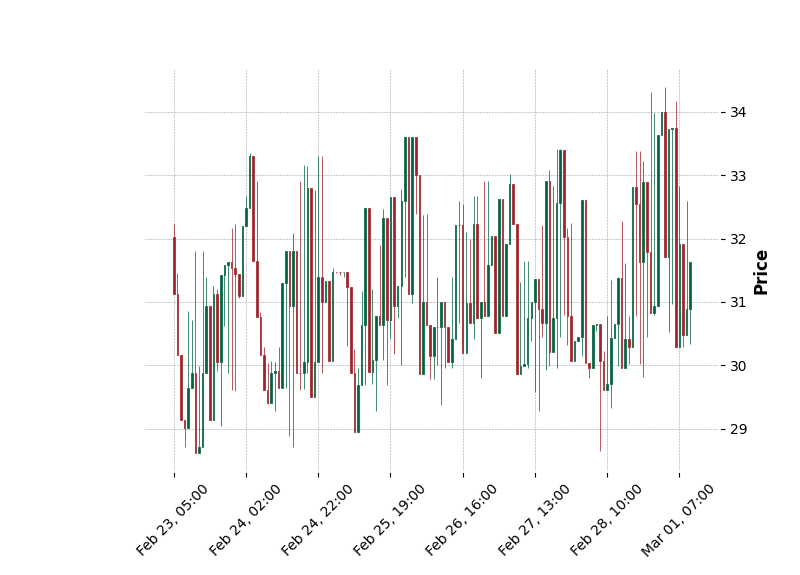 34
33
32
31
30
29
Price
Feb 23, 05:00
Feb 24, 02:00
Feb 24, 22:00
Feb 25, 19:00
Feb 26, 16:00
Feb 27, 13:00
Feb 28, 10:00
Mar 01, 07:00